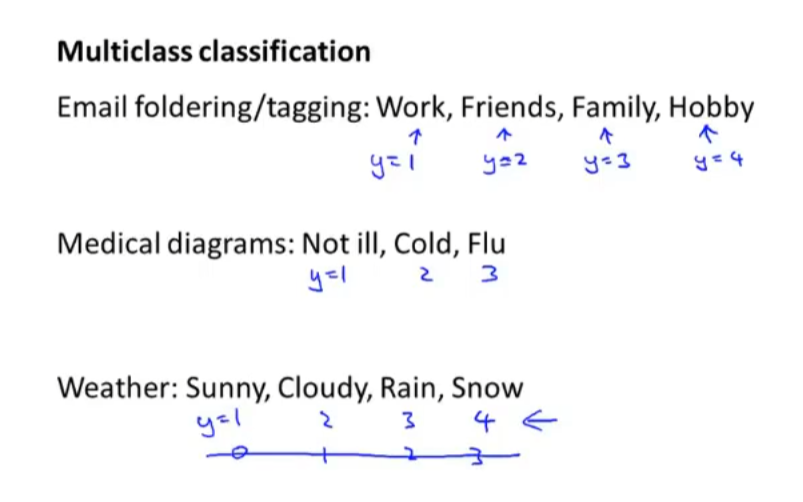 Multiclass classification
Email foldering/tagging: Work, Friends, Family, Hobby
y=1 y=2 y=3 y=4
Medical diagrams: Not ill, Cold, Flu
y=1 2 3
Weather: Sunny, Cloudy, Rain, Snow
y=1 2 3 4 ←
0 1 2 3